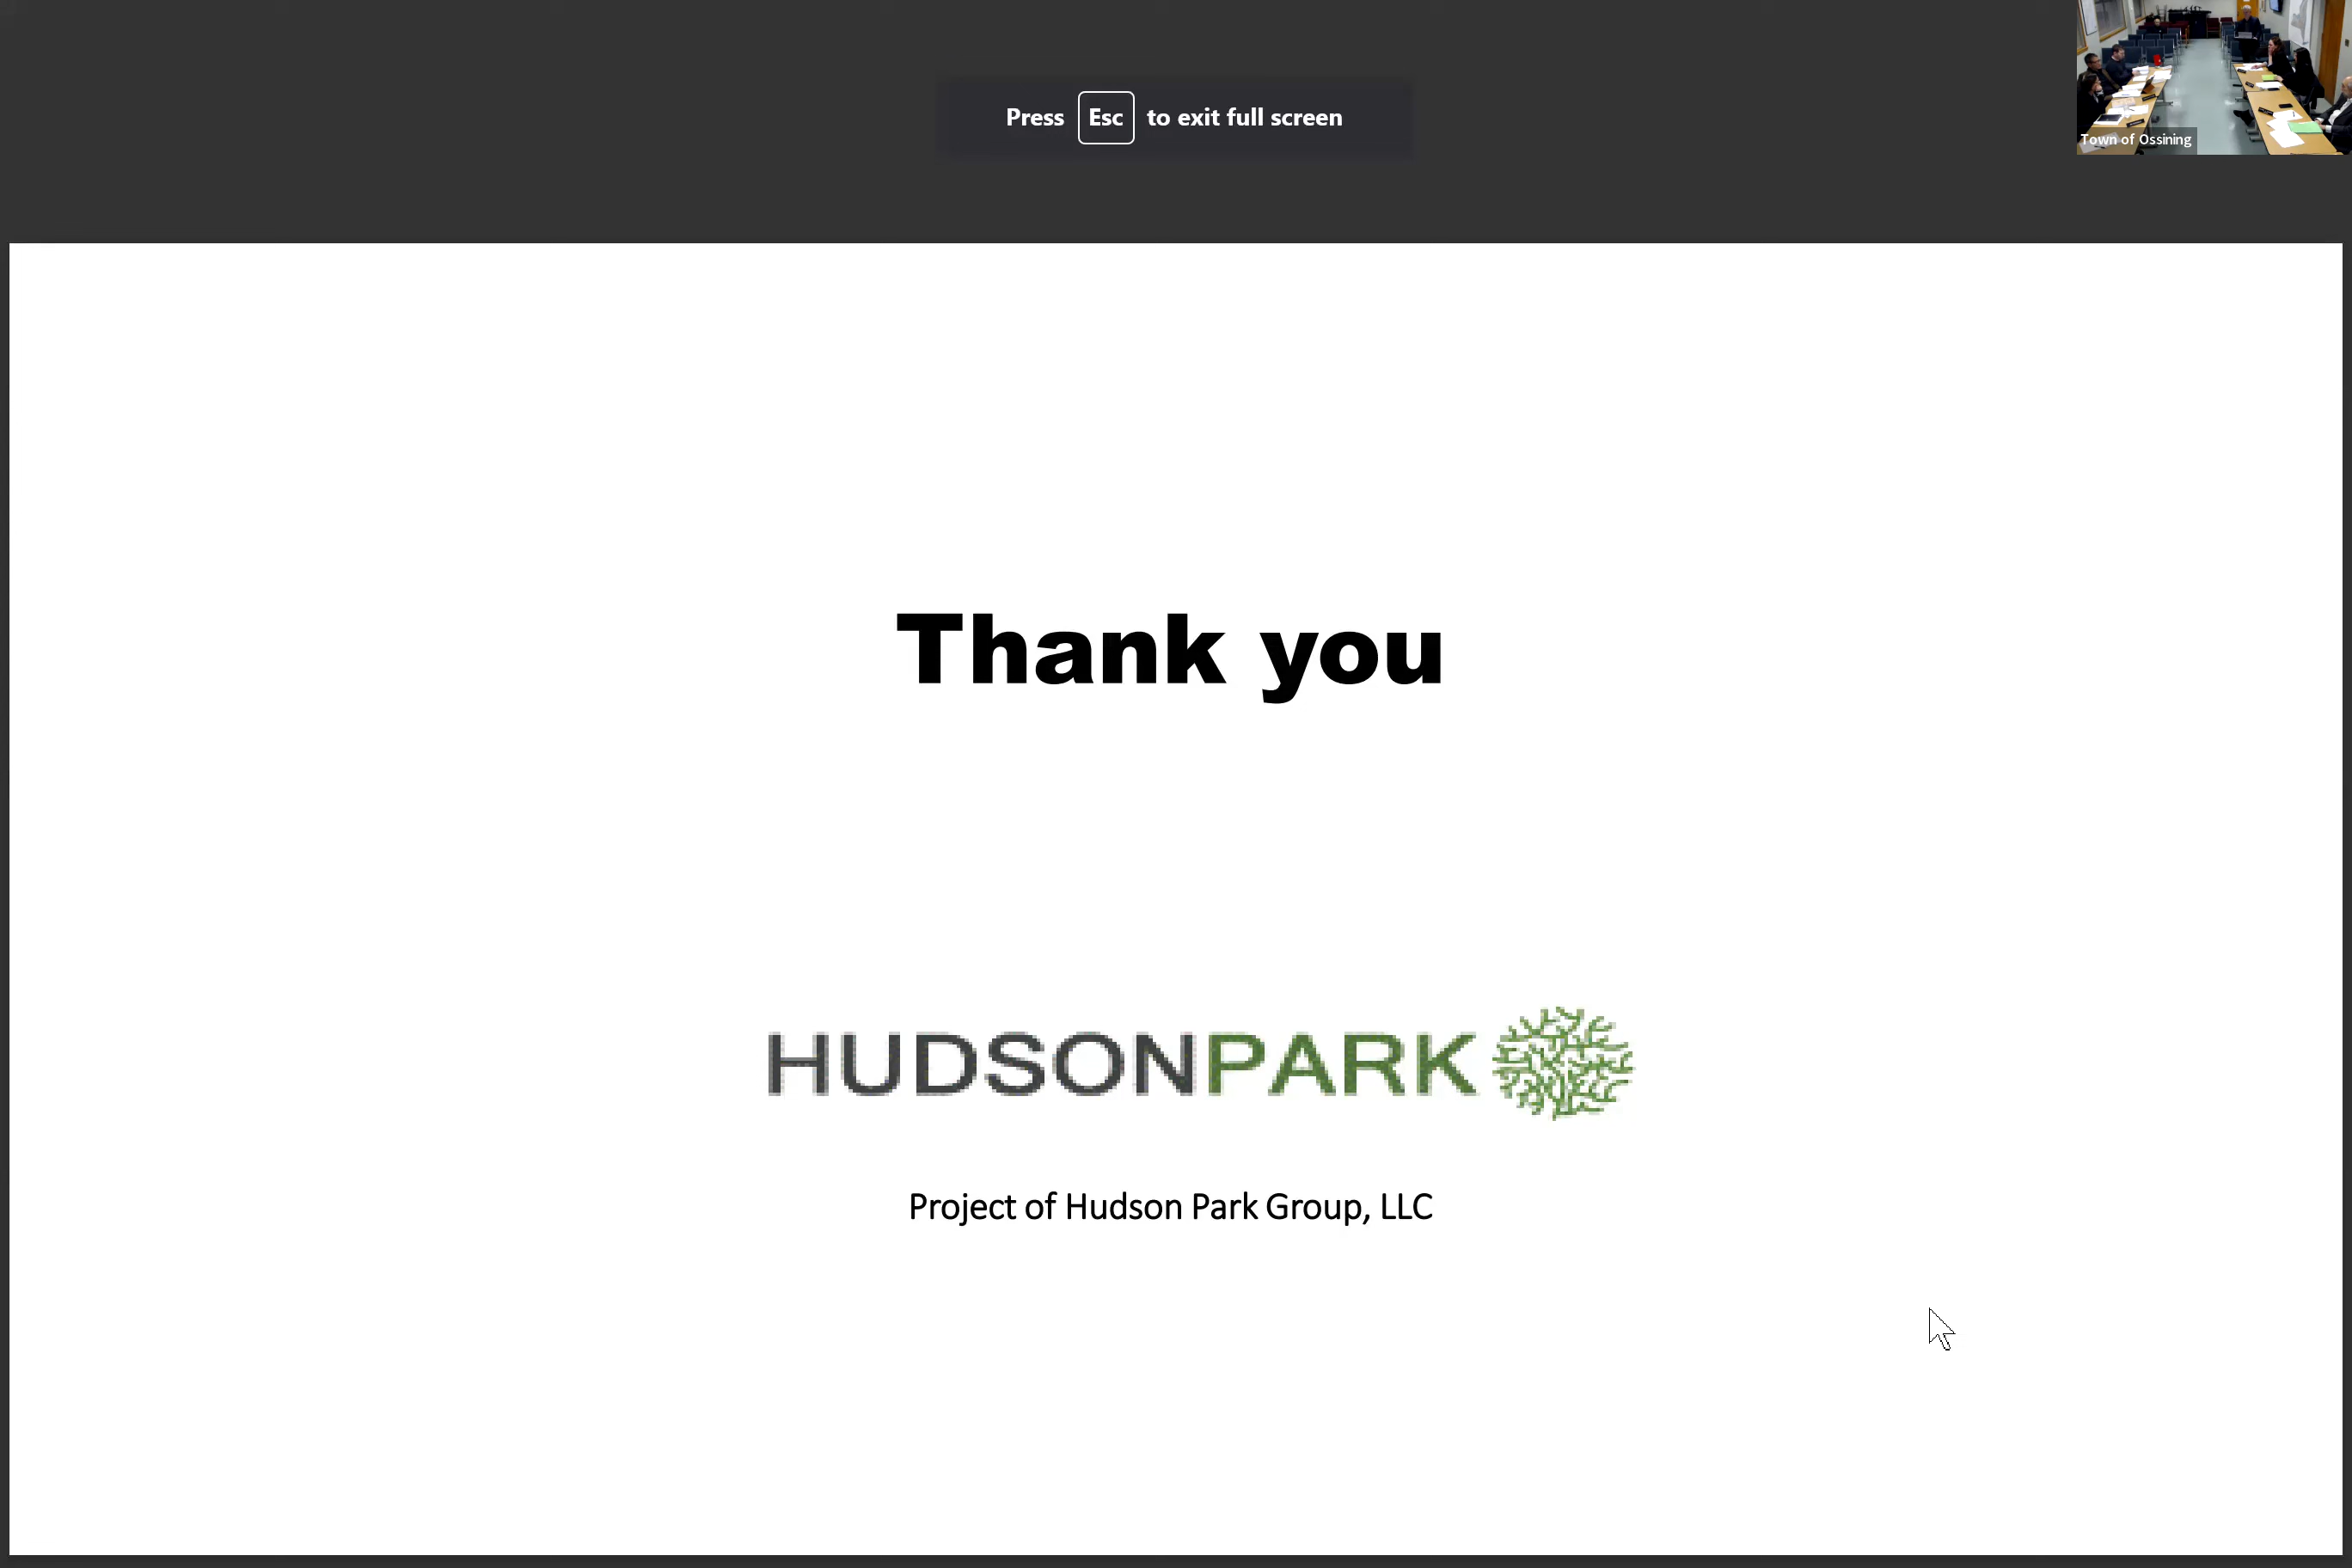 Press Esc to exit full screen
Town of Ossining
Thank you
HUDSONPARK
Project of Hudson Park Group, LLC